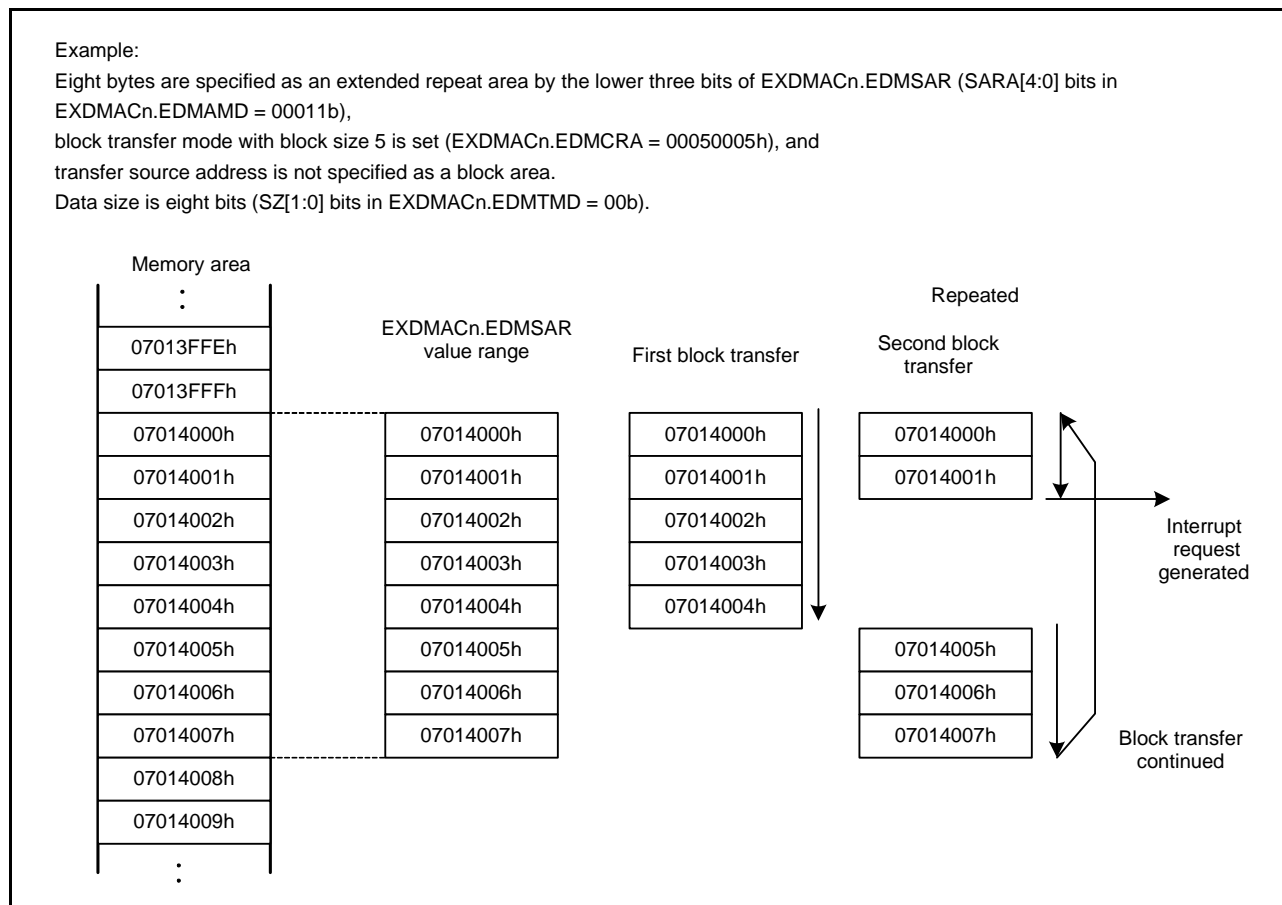 Example:
Eight bytes are specified as an extended repeat area by the lower three bits of EXDMACn.EDMSAR (SARA[4:0] bits in
EXDMACn.EDMAMD = 00011b),
block transfer mode with block size 5 is set (EXDMACn.EDMCRA = 00050005h), and
transfer source address is not specified as a block area.
Data size is eight bits (SZ[1:0] bits in EXDMACn.EDMTMD = 00b).
Memory area
:
07013FFEh
07013FFFh
07014000h
07014001h
07014002h
07014003h
07014004h
07014005h
07014006h
07014007h
07014008h
07014009h
:
EXDMACn.EDMSAR
value range
07014000h
07014001h
07014002h
07014003h
07014004h
07014005h
07014006h
07014007h
First block transfer
07014000h
07014001h
07014002h
07014003h
07014004h
Repeated
Second block
transfer
07014000h
07014001h
07014005h
07014006h
07014007h
Interrupt
request
generated
Block transfer
continued